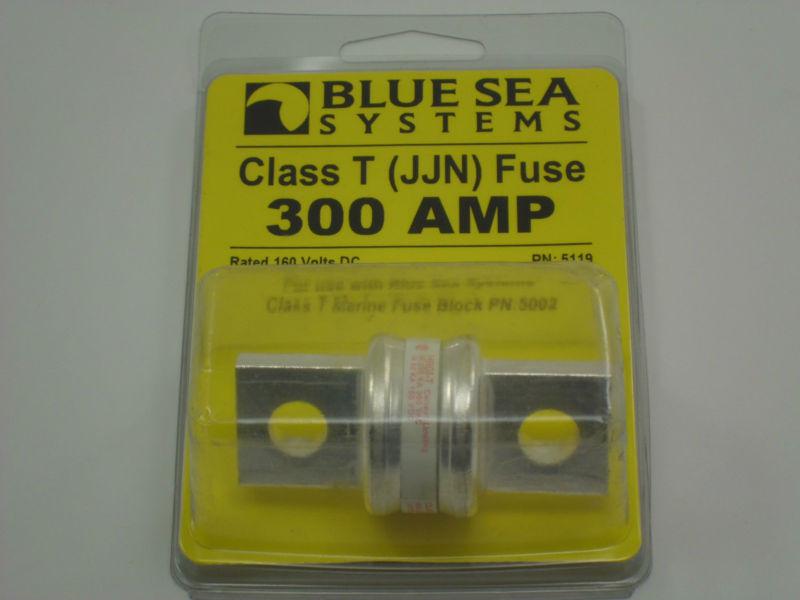 BLUE SEA
SYSTEMS
Class T (JJN) Fuse
300 AMP
Rated 160 Volts DC PN: 5119
For use with Blue Sea Systems
Class T Marine Fuse Block PN 5002